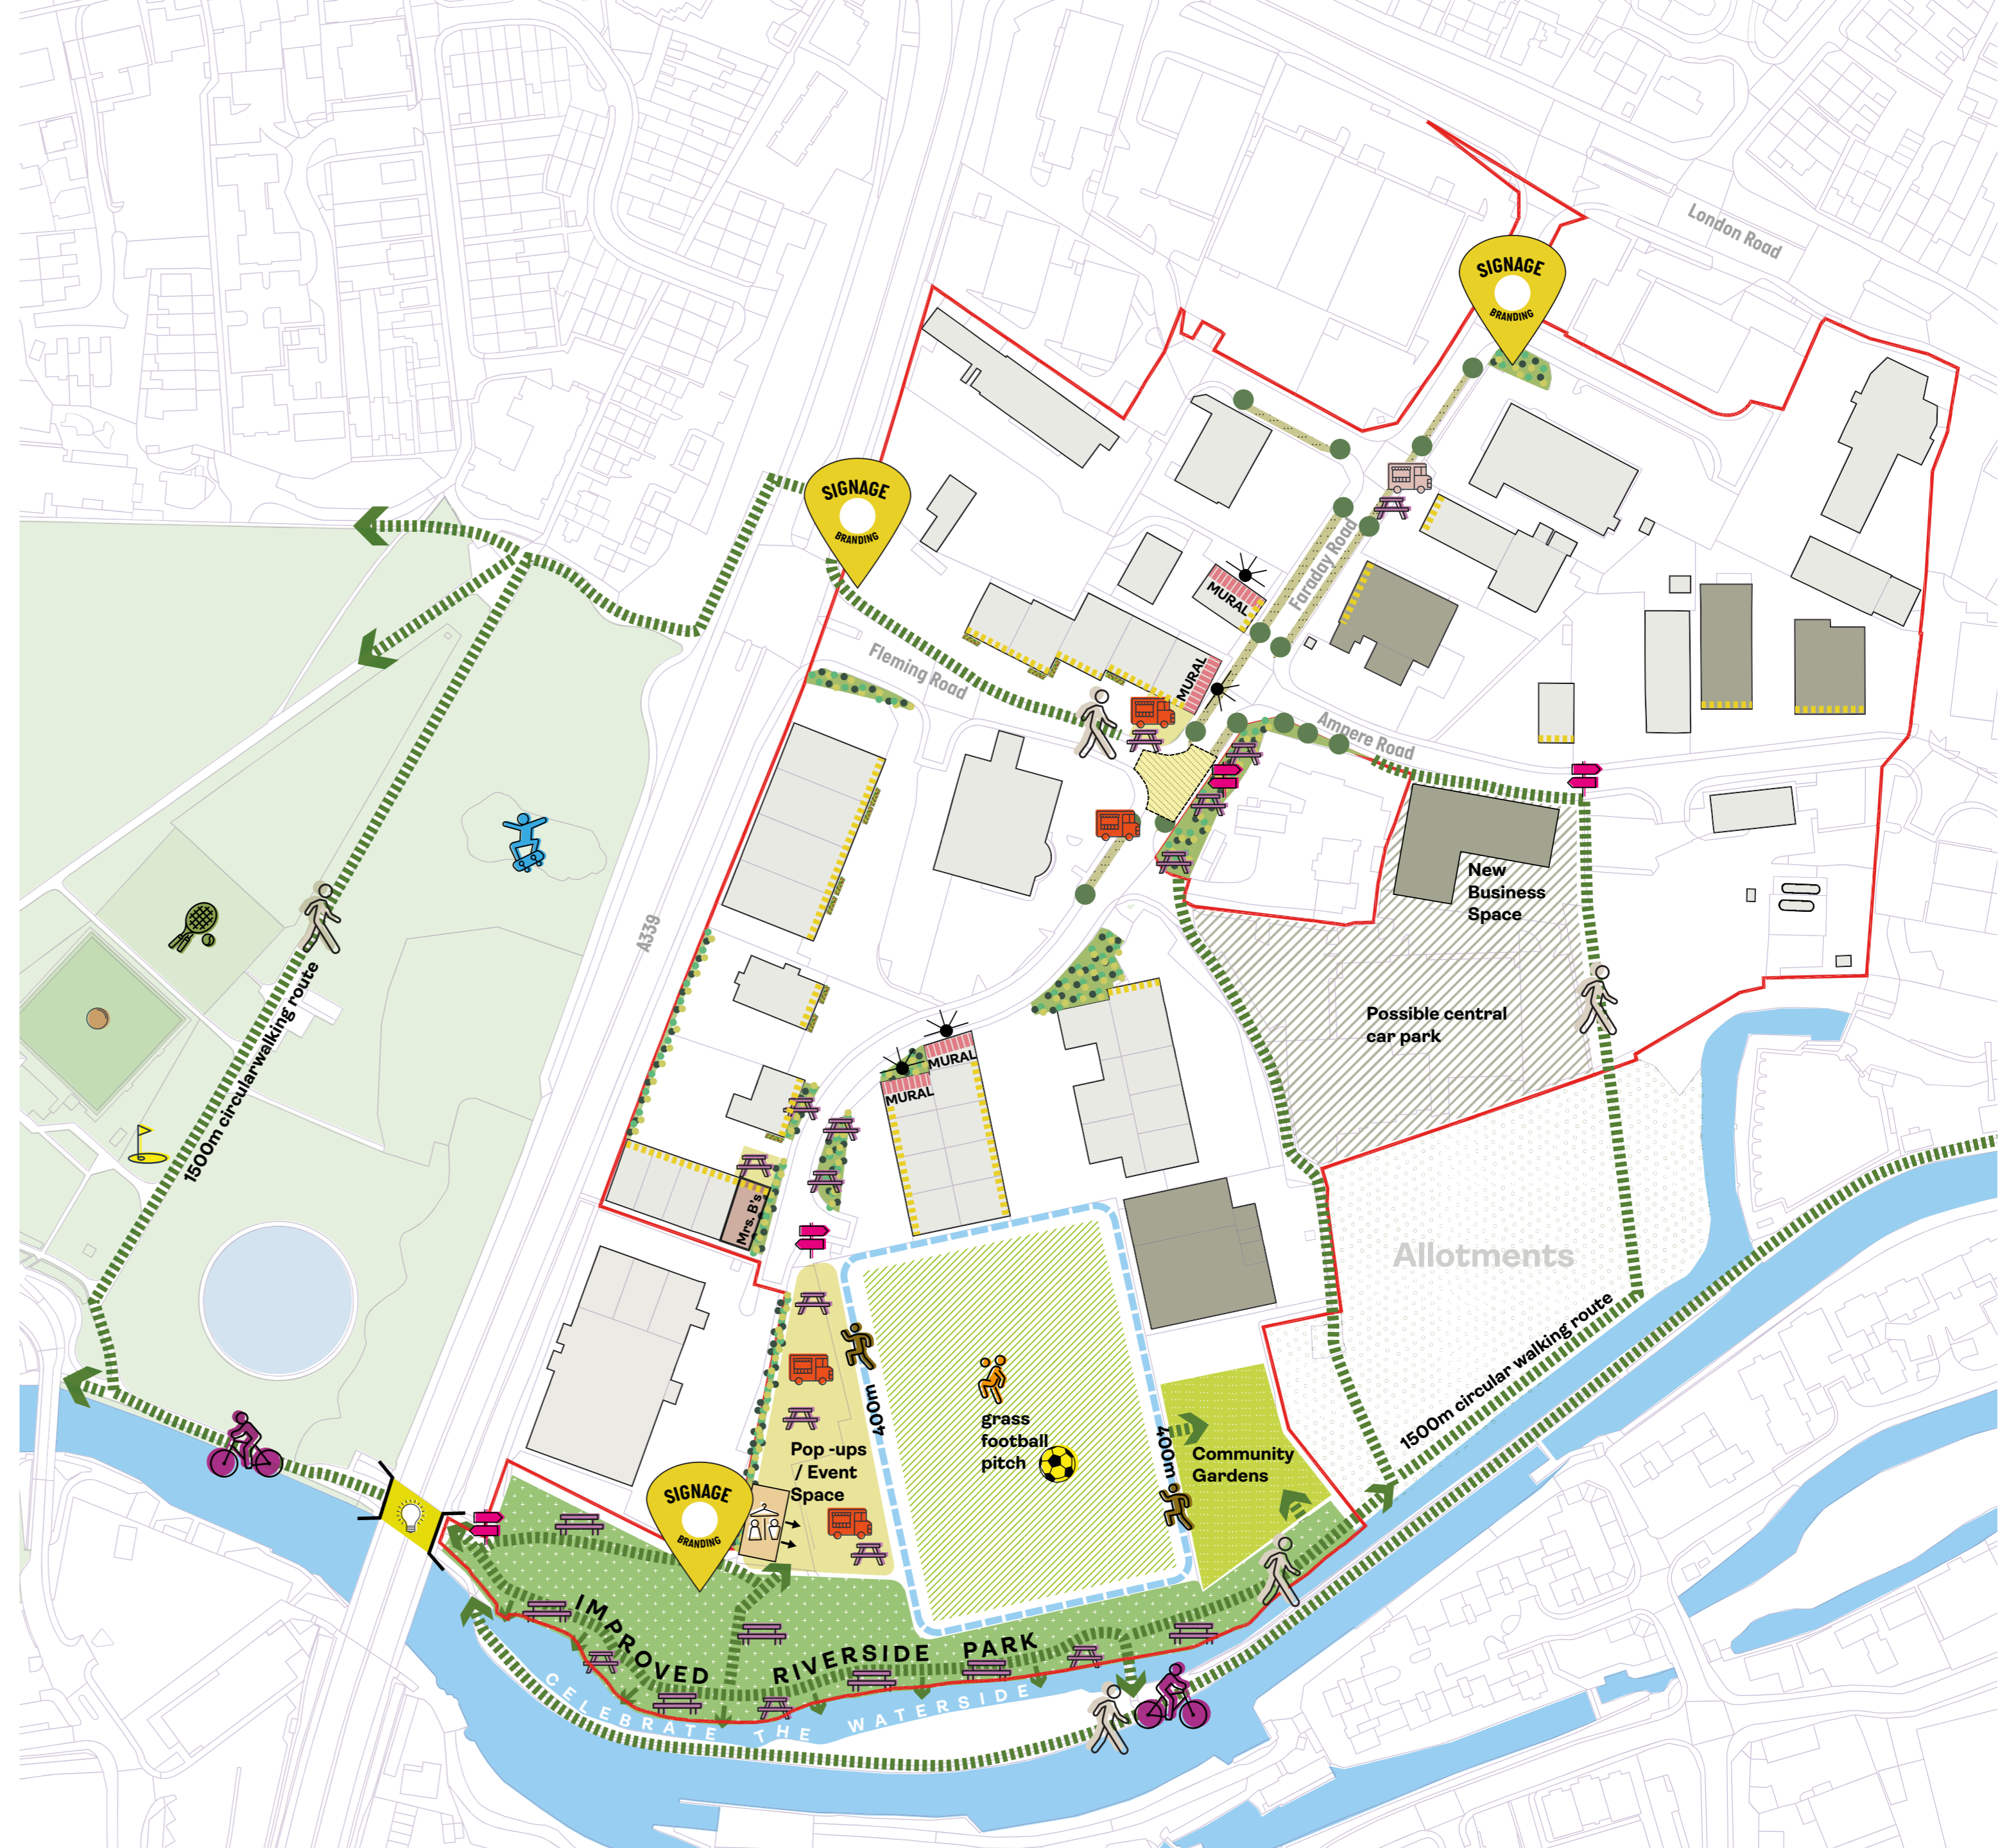 London Road
SIGNAGE
BRANDING
SIGNAGE
BRANDING
Faraday Road
MURAL
Fleming Road
MURAL
Ampere Road
New
Business
Space
A339
1500m circularwalking route
Possible central
car park
MURAL
MURAL
Mrs. B's
Allotments
1500m circular walking route
400m
grass
football
pitch
400m
Community
Gardens
Pop -ups
/ Event
Space
SIGNAGE
BRANDING
IMPROVED RIVERSIDE PARK
CELEBRATE THE WATERSIDE